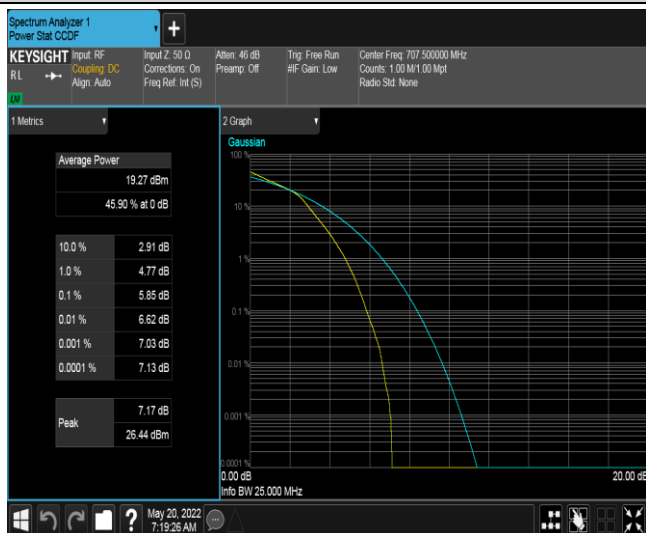 Spectrum Analyzer 1
Power Stat CCDF
KEYSIGHT
RL
Input: RF
Coupling: DC
Align: Auto
Input Z: 50 Ω
Corrections: On
Freq Ref: Int (S)
Atten: 46 dB
Preamp: Off
Trig: Free Run
#IF Gain: Low
Center Freq: 707.500000 MHz
Counts: 1.00 M/1.00 Mpt
Radio Std: None
1 Metrics
Average Power
19.27 dBm
45.90 % at 0 dB
10.0 % 2.91 dB
1.0 % 4.77 dB
0.1 % 5.85 dB
0.01 % 6.62 dB
0.001 % 7.03 dB
0.0001 % 7.13 dB
Peak
7.17 dB
26.44 dBm
2 Graph
Gaussian
100 %
10 %
1 %
0.1 %
0.01 %
0.001 %
0.0001 %
0.00 dB
20.00 dB
Info BW 25.000 MHz
?
May 20, 2022
7:19:26 AM